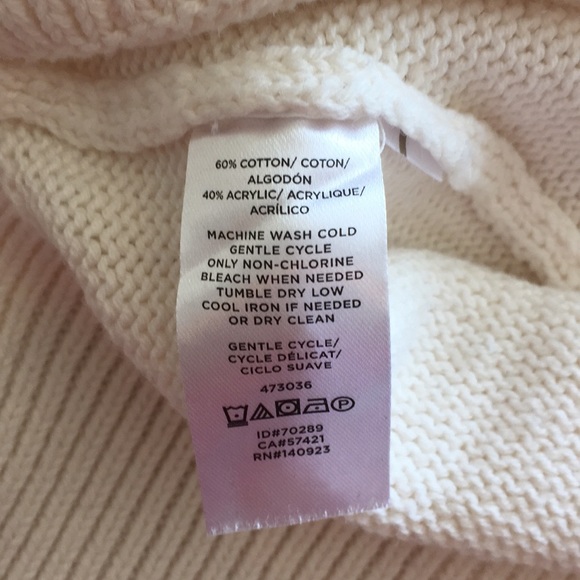 60% COTTON/ COTON/
ALGODÓN
40% ACRYLIC/ ACRYLIQUE/
ACRÍLICO
MACHINE WASH COLD
GENTLE CYCLE
ONLY NON-CHLORINE
BLEACH WHEN NEEDED
TUMBLE DRY LOW
COOL IRON IF NEEDED
OR DRY CLEAN
GENTLE CYCLE/
CYCLE DÉLICAT/
CICLO SUAVE
473036
P
ID#70289
CA#57421
RN#140923